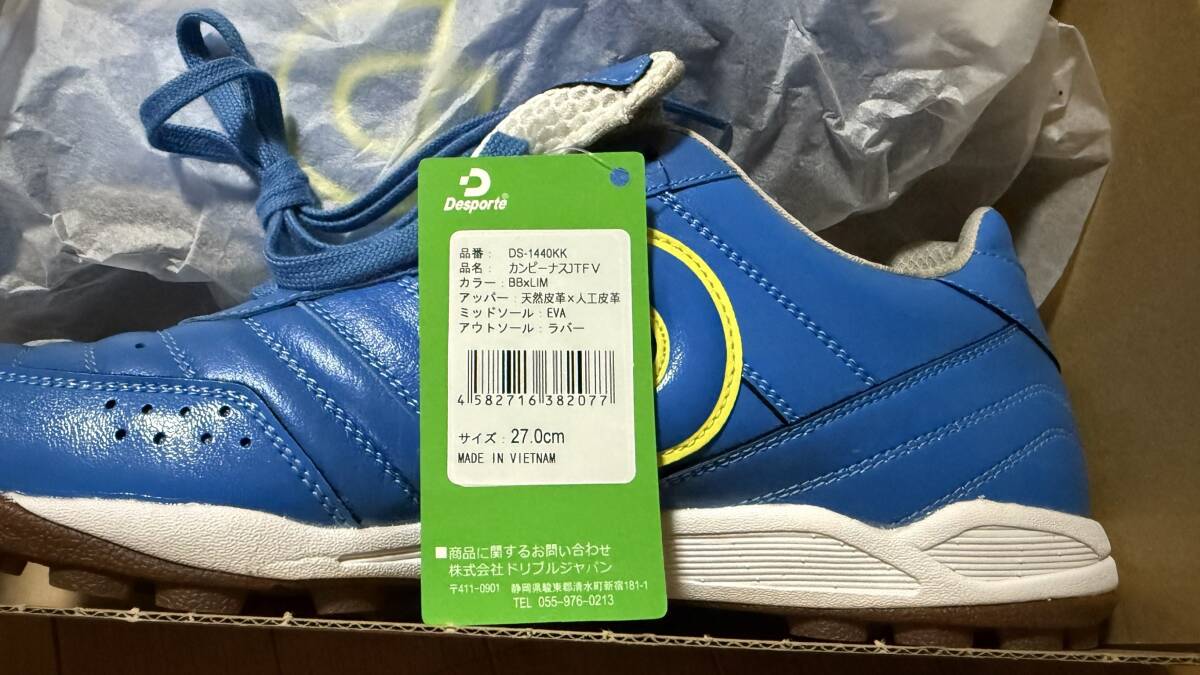 Desporte®
品番： DS-1440KK
品名： カンピーナスJTFV
カラー：BBxLIM
アッパー：天然皮革×人工皮革
ミッドソール：EVA
アウトソール：ラバー
4 582716 382077
サイズ：27.0cm
MADE IN VIETNAM
■商品に関するお問い合わせ
株式会社ドリブルジャパン
〒411-0901 静岡県駿東郡清水町新宿181-1
TEL 055-976-0213